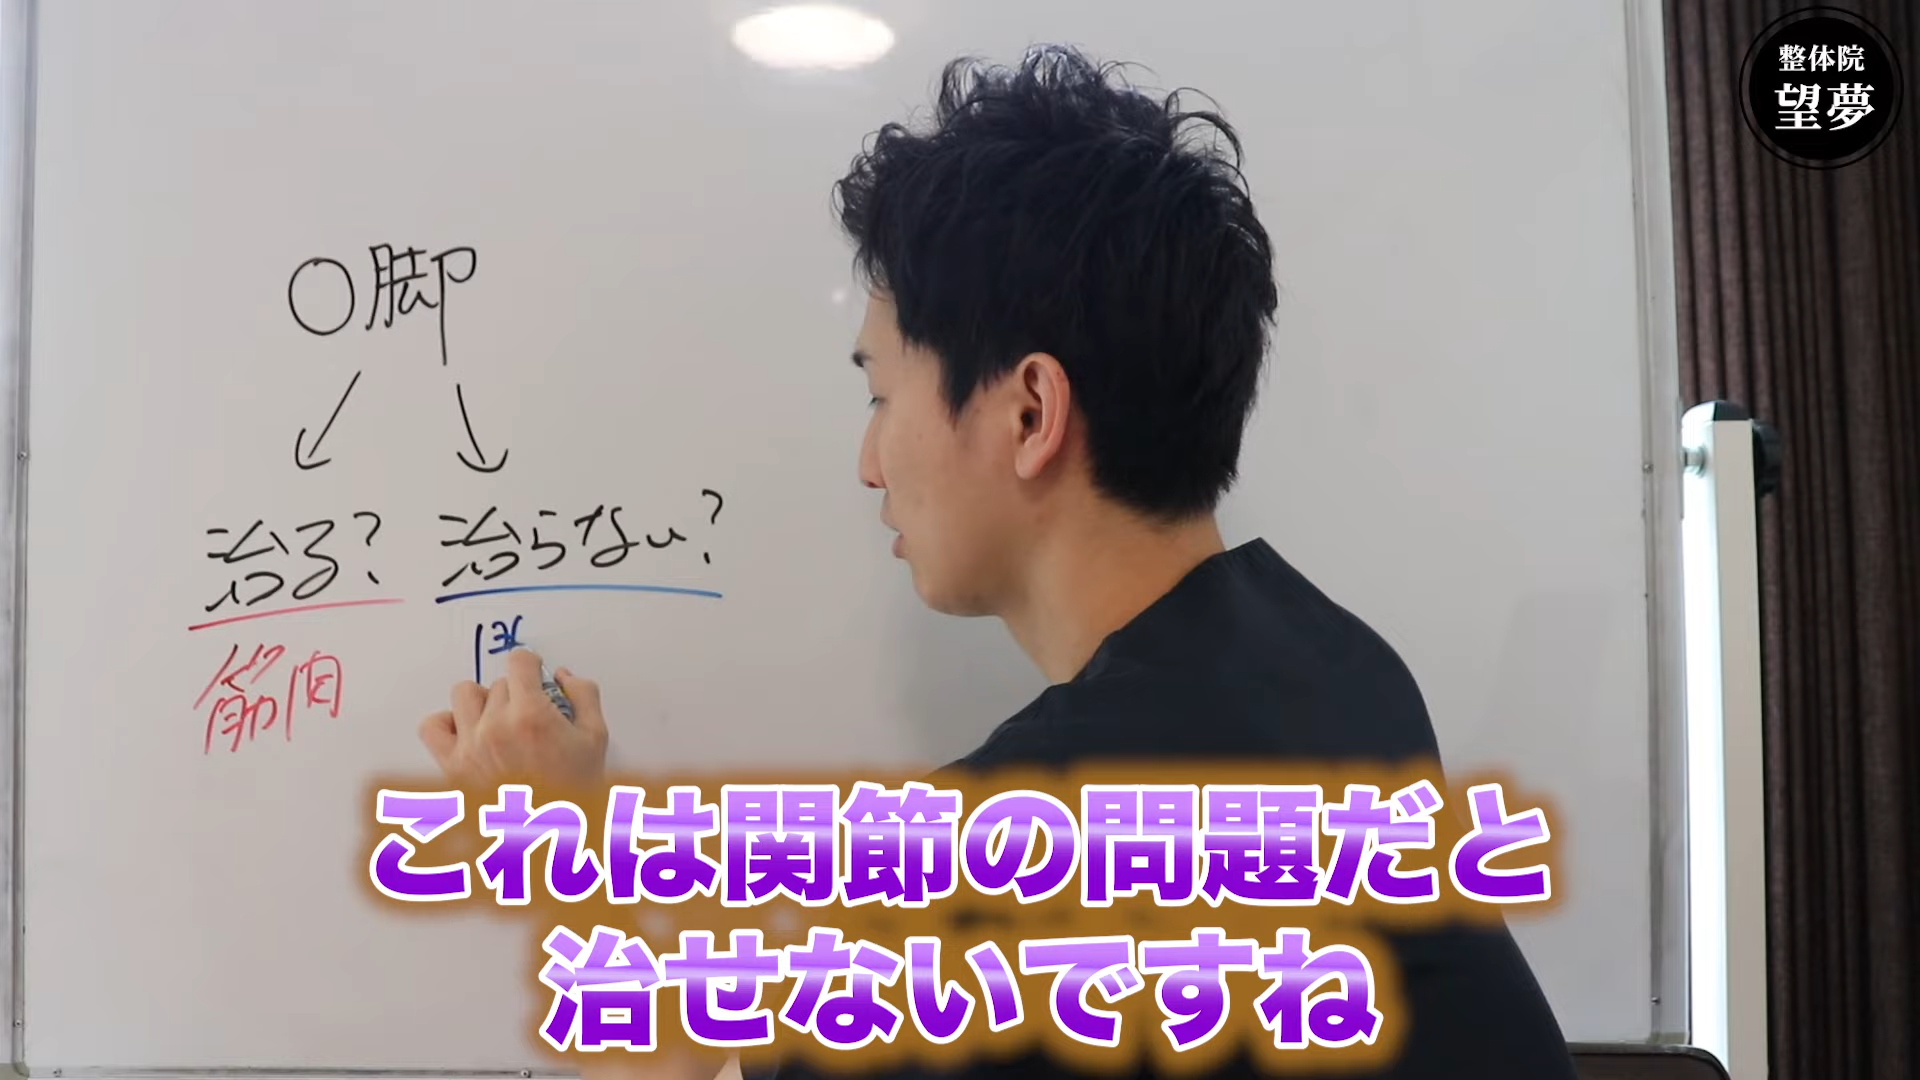 整体院
望夢
○脚
治る?
治らない?
筋肉
これは関節の問題だと
治せないですね